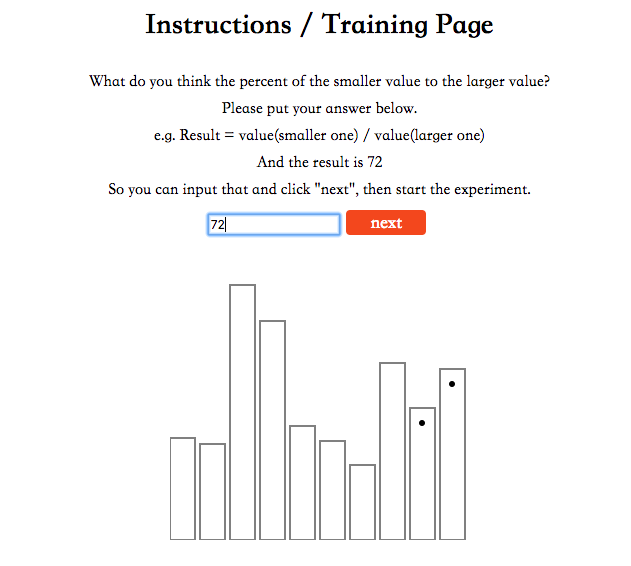 Instructions / Training Page
What do you think the percent of the smaller value to the larger value?
Please put your answer below.
e.g. Result = value(smaller one) / value(larger one)
And the result is 72
So you can input that and click "next", then start the experiment.
72 next